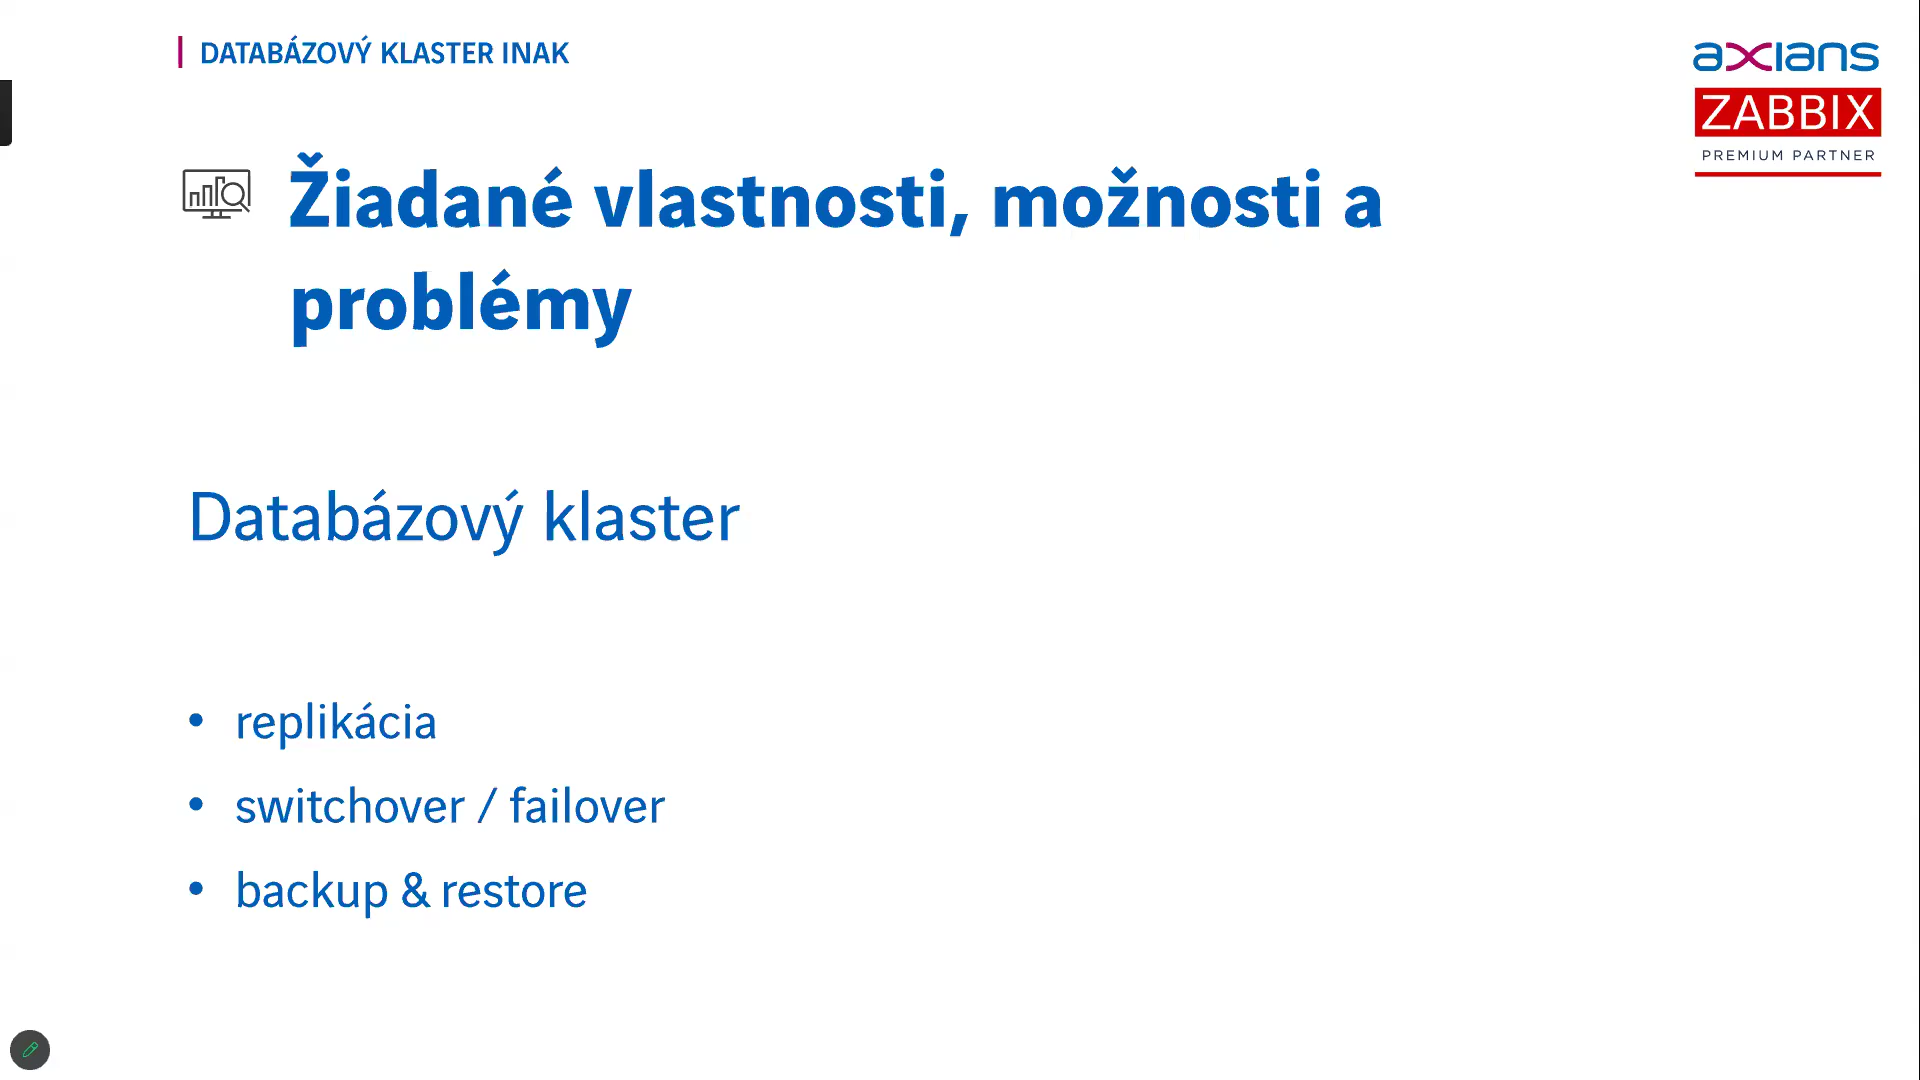 DATABÁZOVÝ KLASTER INAK
axians
ZABBIX
PREMIUM PARTNER
Žiadané vlastnosti, možnosti a
problémy
Databázový klaster
• replikácia
• switchover / failover
• backup & restore